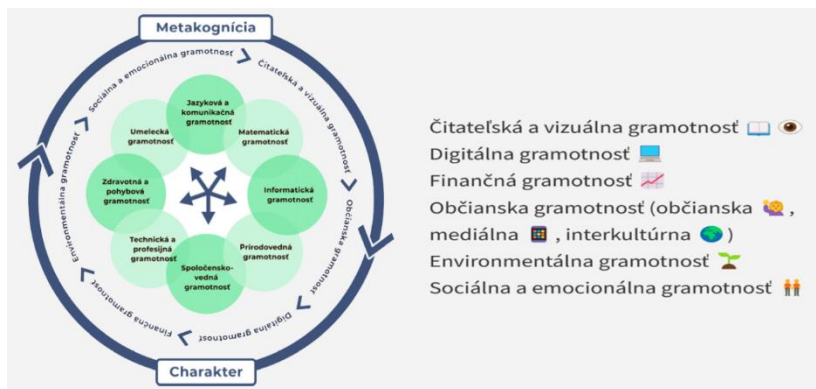 Metakognícia
Sociálna a emocionálna gramotnosť
Čitateľská a vizuálna gramotnosť
Občianska gramotnosť
Digitálna gramotnosť
Finančná gramotnosť
Environmentálna gramotnosť
Jazyková a
komunikačná
gramotnosť
Matematická
gramotnosť
Informatická
gramotnosť
Prírodovedná
gramotnosť
Spoločensko-
vedná
gramotnosť
Technická a
profesijná
gramotnosť
Zdravotná a
pohybová
gramotnosť
Umelecká
gramotnosť
Charakter
Čitateľská a vizuálna gramotnosť 📖 👁️
Digitálna gramotnosť 💻
Finančná gramotnosť 📈
Občianska gramotnosť (občianska 🙋 ,
mediálna 📱 , interkultúrna 🌍 )
Environmentálna gramotnosť 🌱
Sociálna a emocionálna gramotnosť 👬